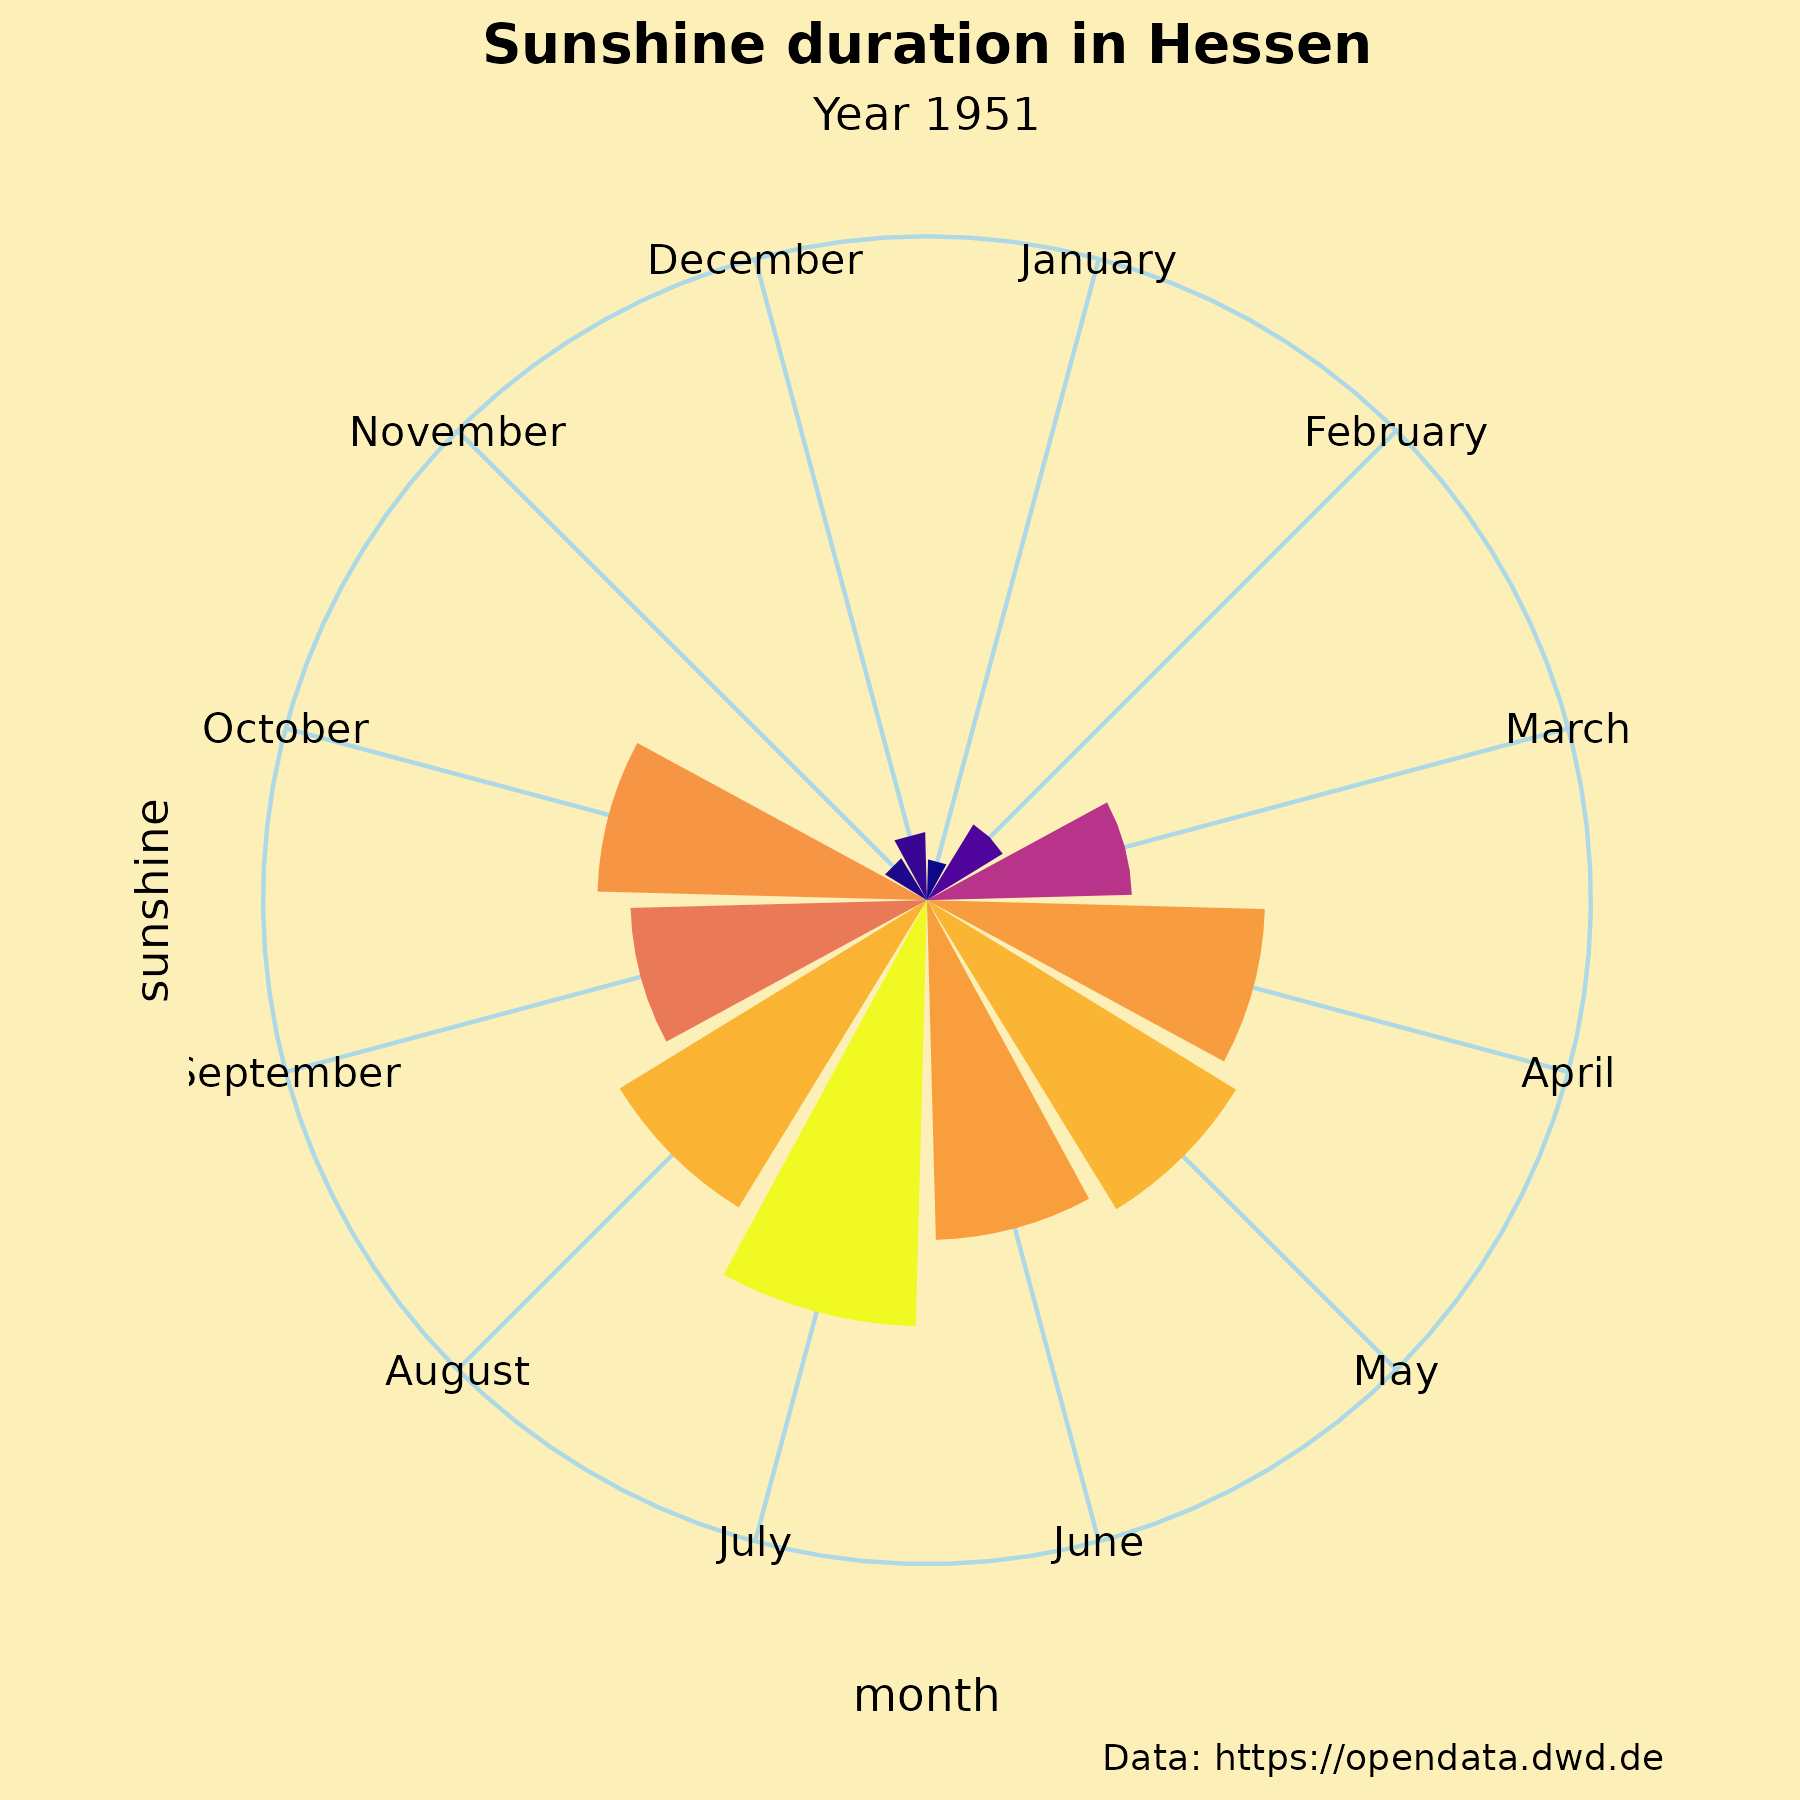 Sunshine duration in Hessen
Year 1951
December
January
November
February
October
March
sunshine
September
April
August
May
July
June
month
Data: https://opendata.dwd.de